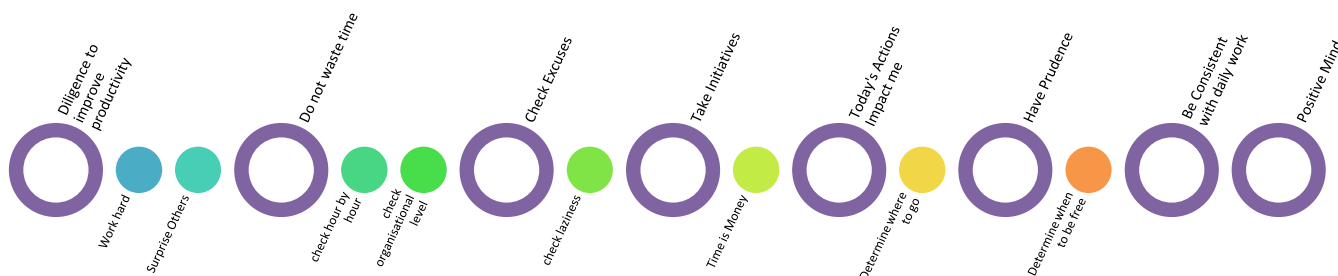 Diligence to
improve
productivity
Work hard
Surprise Others
Do not waste time
check hour by
hour
check
organisational
level
Check Excuses
check laziness
Take Initiatives
Time is Money
Today's Actions
Impact me
Determine where
to go
Have Prudence
Determine when
to be free
Be Consistent
with daily work
Positive Mind